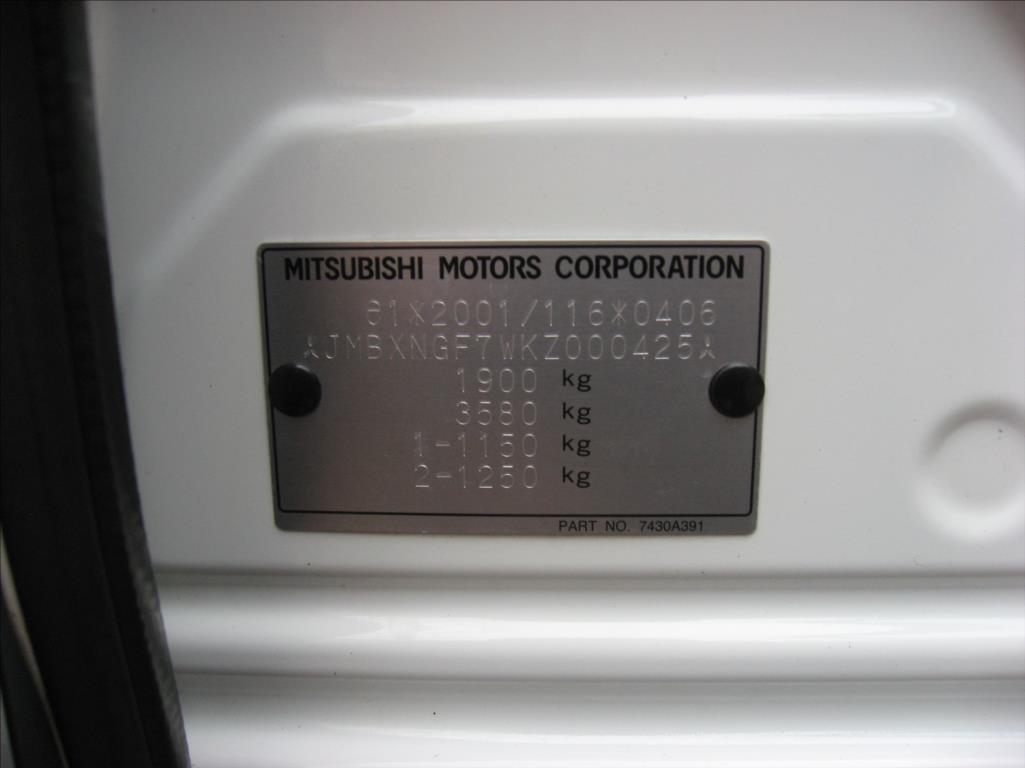 MITSUBISHI MOTORS CORPORATION
e1*2001/116*0406
*JMBXNGF7WKZ000425*
1900 kg
3580 kg
1-1150 kg
2-1250 kg
PART NO. 7430A391